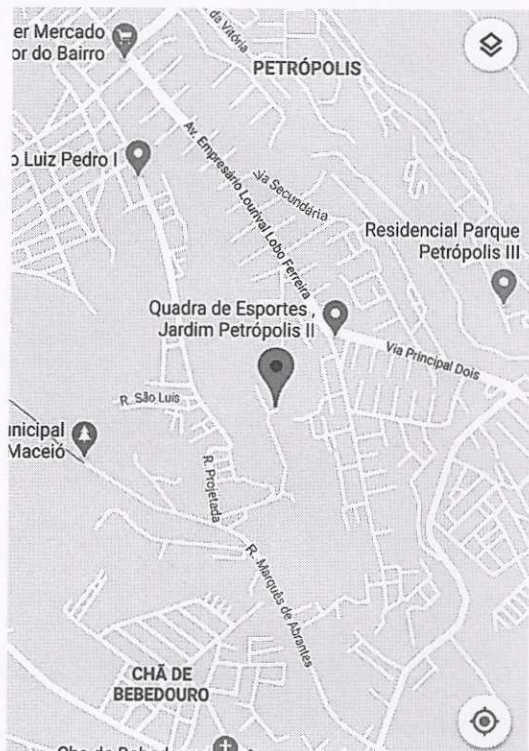 er Mercado
or do Bairro
da Vitória
PETRÓPOLIS
o Luiz Pedro I
Av. Empresário Lourival Lobo Ferreira
Via Secundária
Residencial Parque
Petrópolis III
Quadra de Esportes ,
Jardim Petrópolis II
Via Principal Dois
R. São Luís
unicipal
Maceió
R. Projetada
R. Marquês de Abrantes
CHÃ DE
BEBEDOURO